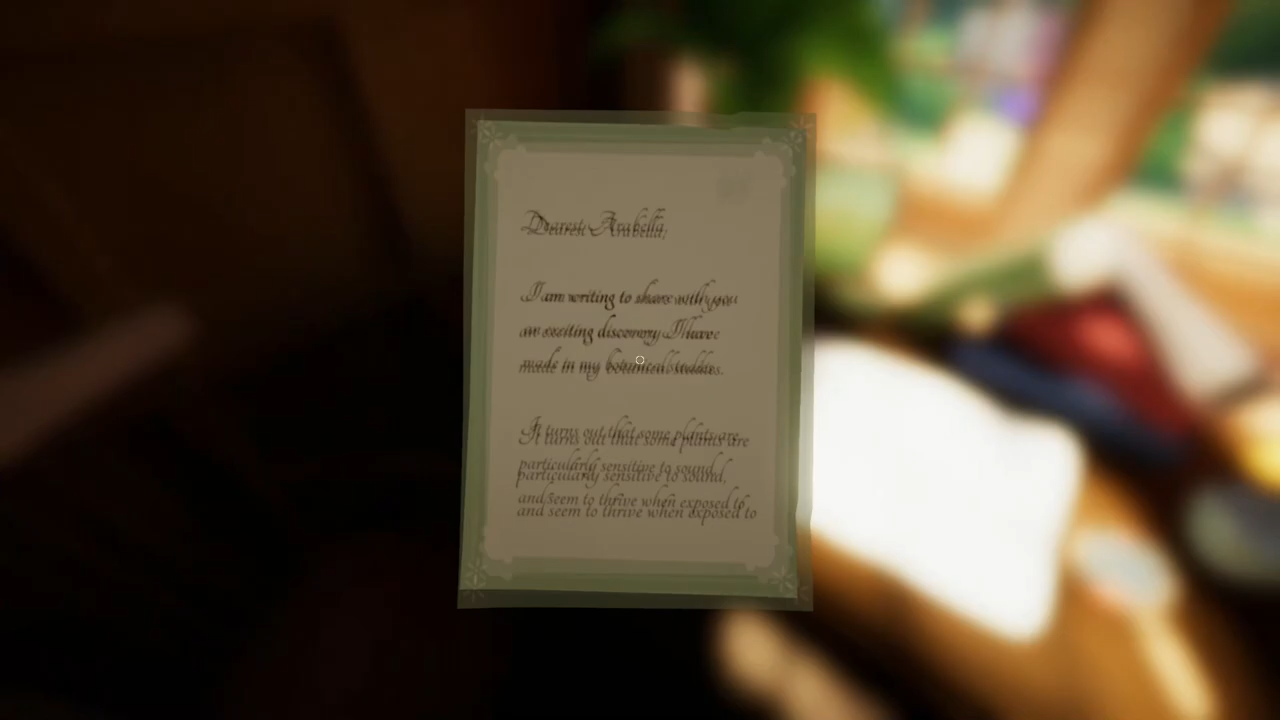 Dearest Arabella,
I am writing to share with you
an exciting discovery I have
made in my botanical studies.
It turns out that some plants are
particularly sensitive to sound,
and seem to thrive when exposed to